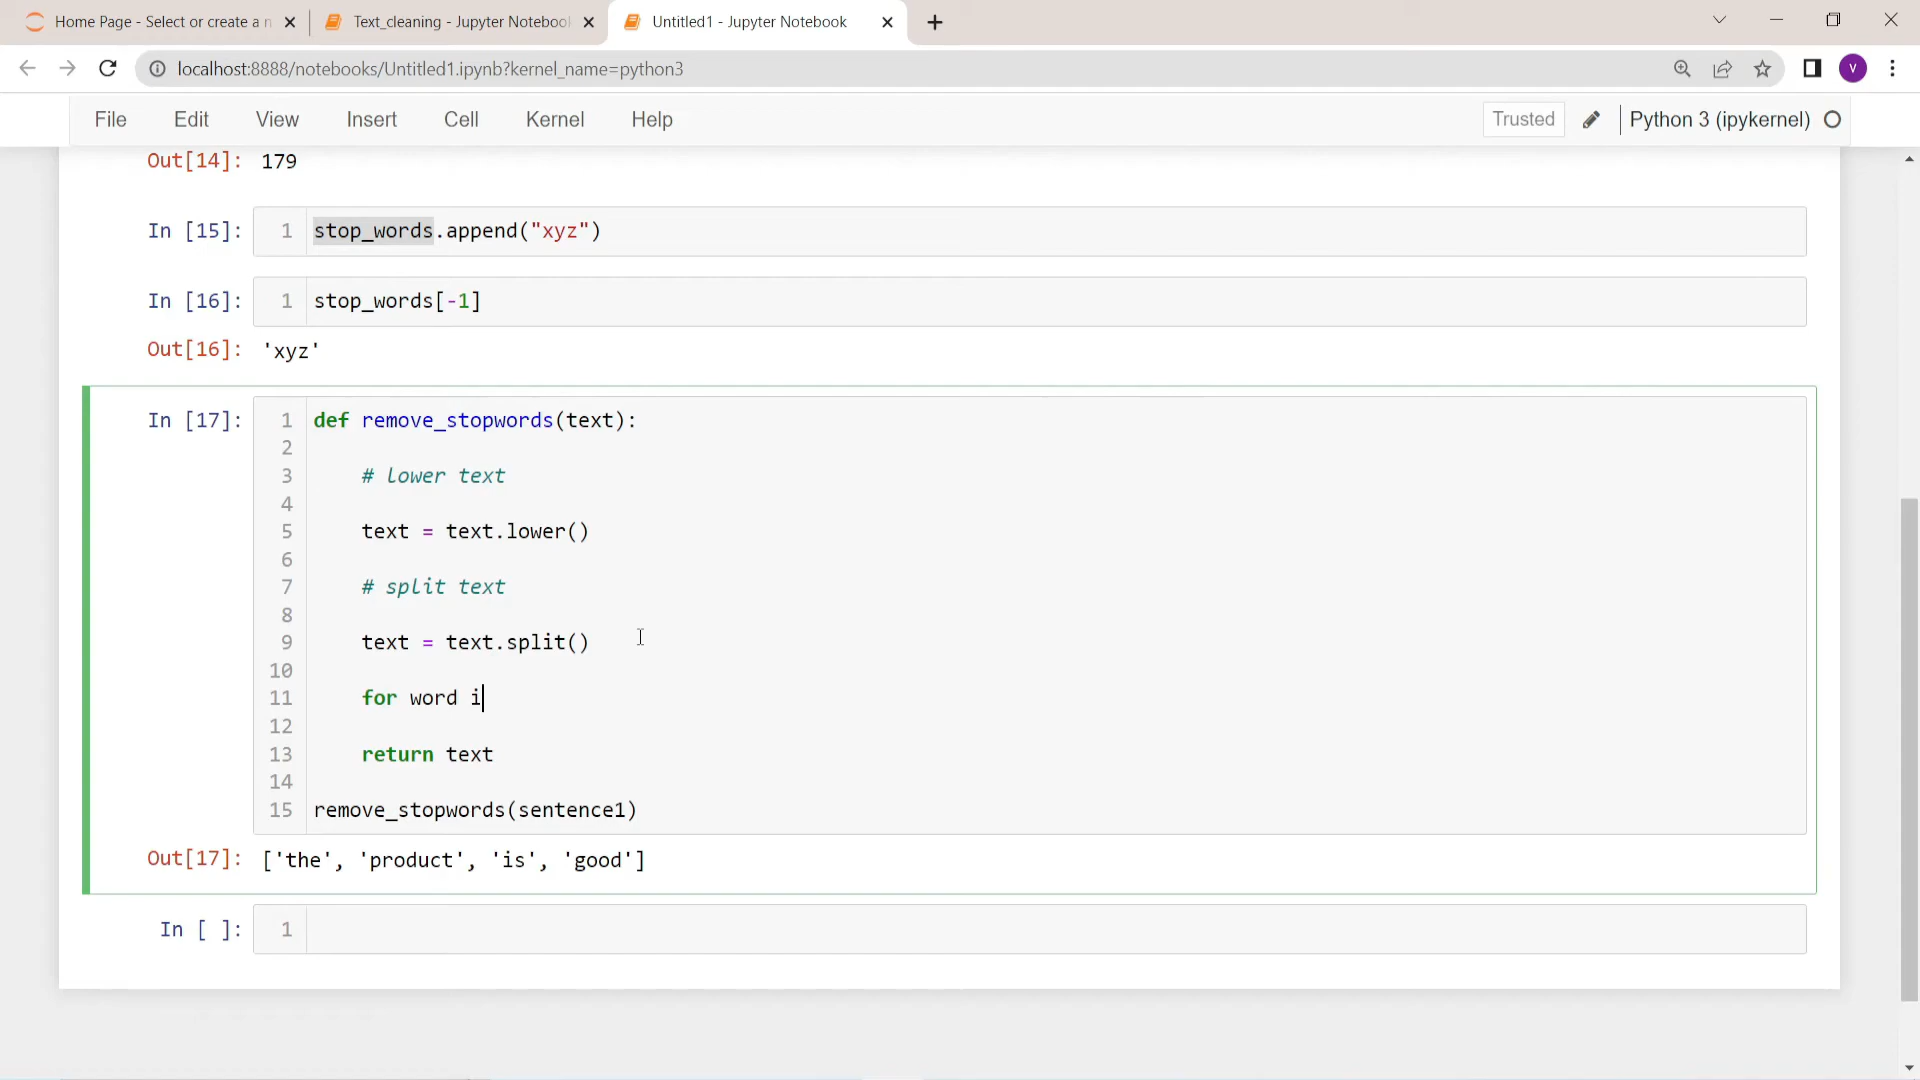 Home Page - Select or create a n
Text_cleaning - Jupyter Notebook
Untitled1 - Jupyter Notebook
localhost:8888/notebooks/Untitled1.ipynb?kernel_name=python3
V
File Edit View Insert Cell Kernel Help
Trusted
Python 3 (ipykernel)
Out[14]: 179
In [15]: 1 stop_words.append("xyz")
In [16]: 1 stop_words[-1]
Out[16]: 'xyz'
In [17]: 1 def remove_stopwords(text):
2
3 # lower text
4
5 text = text.lower()
6
7 # split text
8
9 text = text.split()
10
11 for word i
12
13 return text
14
15 remove_stopwords(sentence1)
Out[17]: ['the', 'product', 'is', 'good']
In [ ]: 1